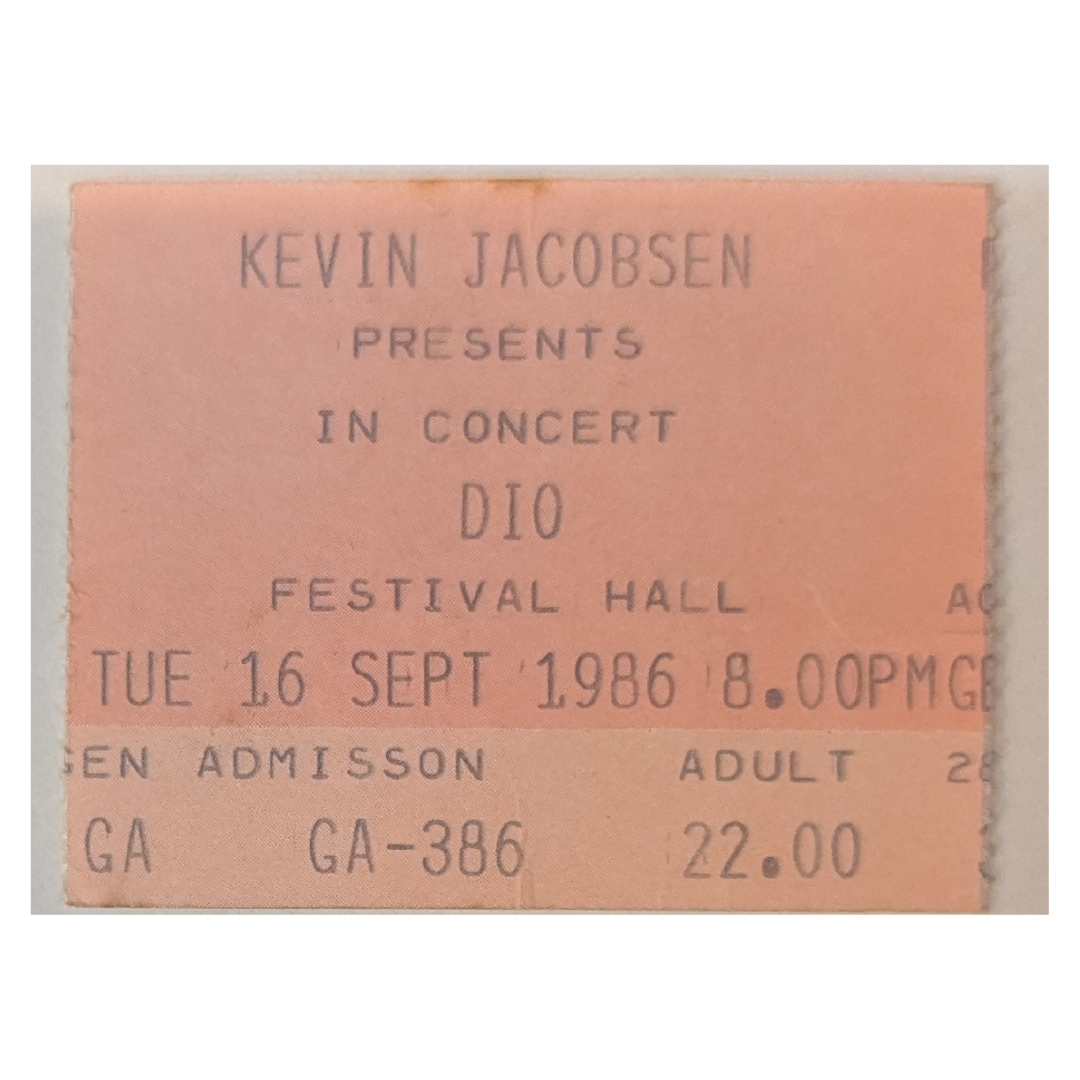 KEVIN JACOBSEN
PRESENTS
IN CONCERT
DIO
FESTIVAL HALL
TUE 16 SEPT 1986 8.00PM
GEN ADMISSON ADULT
GA GA-386 22.00